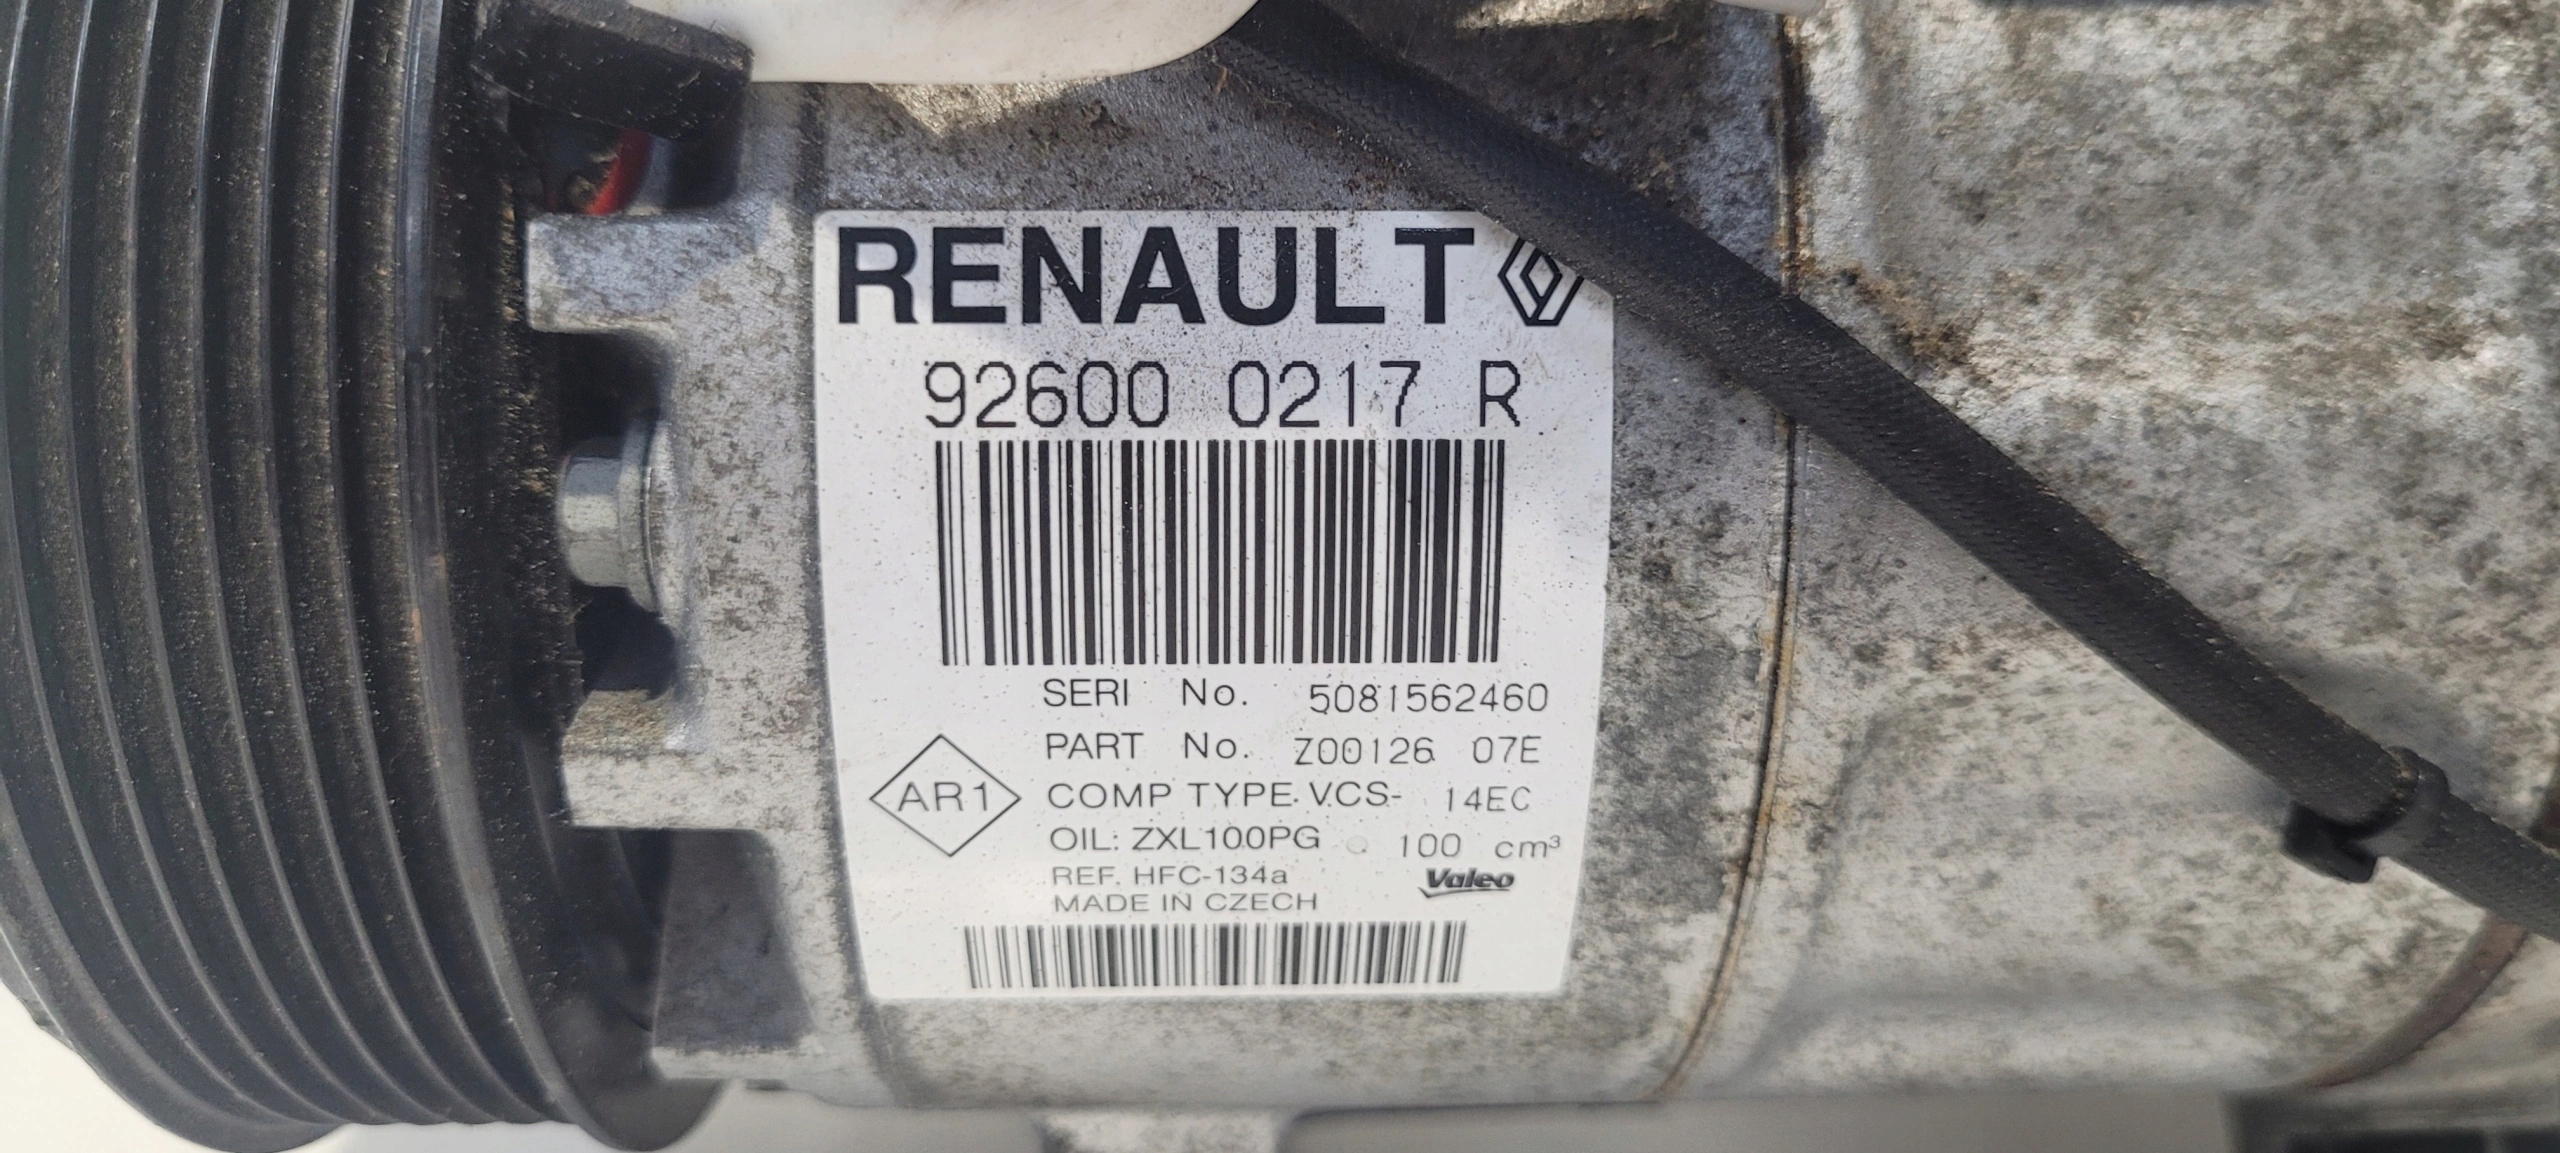 RENAULT
92600 0217 R
SERI No. 5081562460
PART No. Z00126 07E
AR1
COMP TYPE. VCS- 14EC
OIL: ZXL100PG 100 cm³
REF. HFC-134a
Valeo
MADE IN CZECH